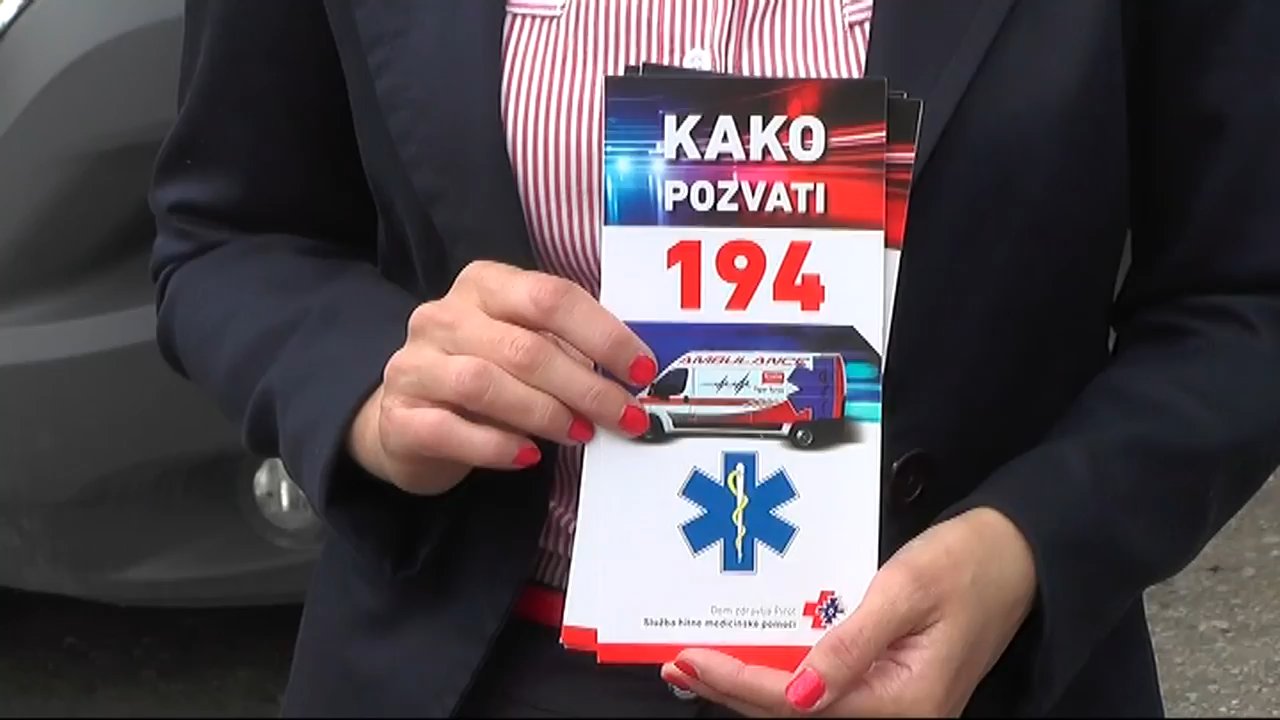 KAKO
POZVATI
194
AMBULANCE
Dom zdravlja Pirot
Služba hitne medicinske pomoći